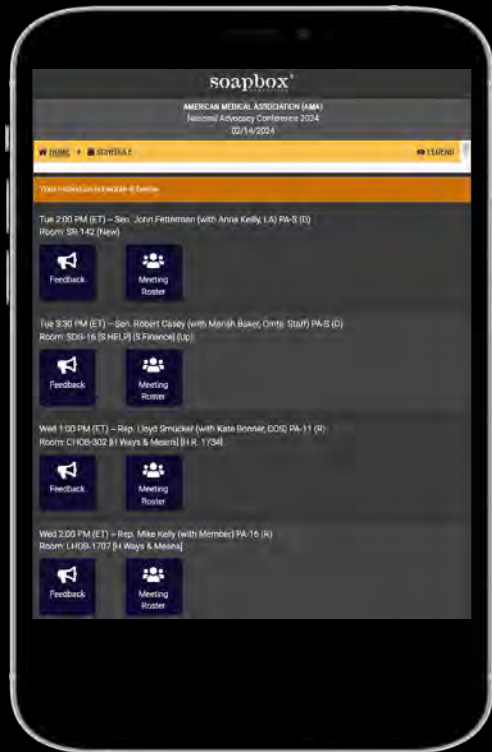 soapbox
AMERICAN MEDICAL ASSOCIATION (AMA)
National Advocacy Conference 2024
02/14/2024
HOME SCHEDULE LEGEND
schedule is below
Tue 2:00 PM (ET) – Sen. John Fetterman (with Anna Kelly, LA) PA-S (D)
Room: SR-142 [New]
Feedback
Meeting
Roster
Tue 3:30 PM (ET) – Sen. Robert Casey (with Mariah Baker, Cmte. Staff) PA-S (D)
Room: SDG-16 [S HELP] [S Finance] (Up)
Feedback
Meeting
Roster
Wed 1:00 PM (ET) – Rep. Lloyd Smucker (with Kate Bonner, COS) PA-11 (R)
Room: CHOB-302 [H Ways & Means] [H.R. 1734]
Feedback
Meeting
Roster
Wed 2:00 PM (ET) – Rep. Mike Kelly (with Member) PA-16 (R)
Room: LHOB-1707 [H Ways & Means]
Feedback
Meeting
Roster